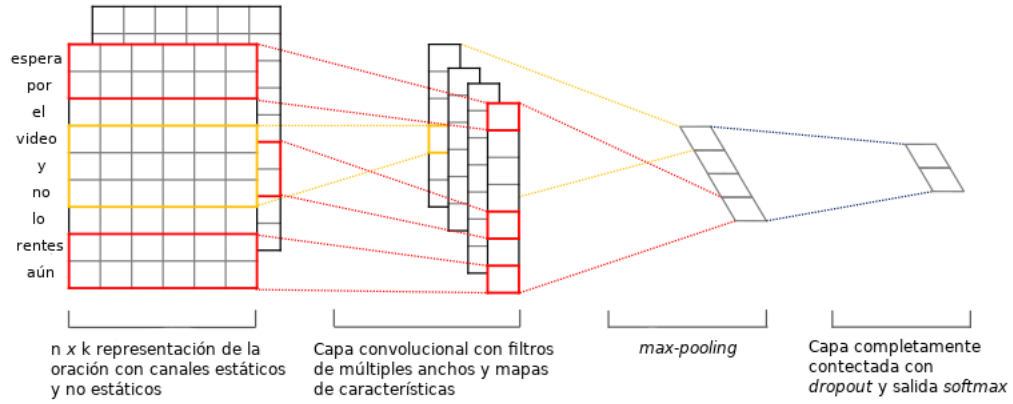 espera
por
el
video
y
no
lo
rentes
aún
n x k representación de la
oración con canales estáticos
y no estáticos
Capa convolucional con filtros
de múltiples anchos y mapas
de características
max-pooling
Capa completamente
contectada con
dropout y salida softmax